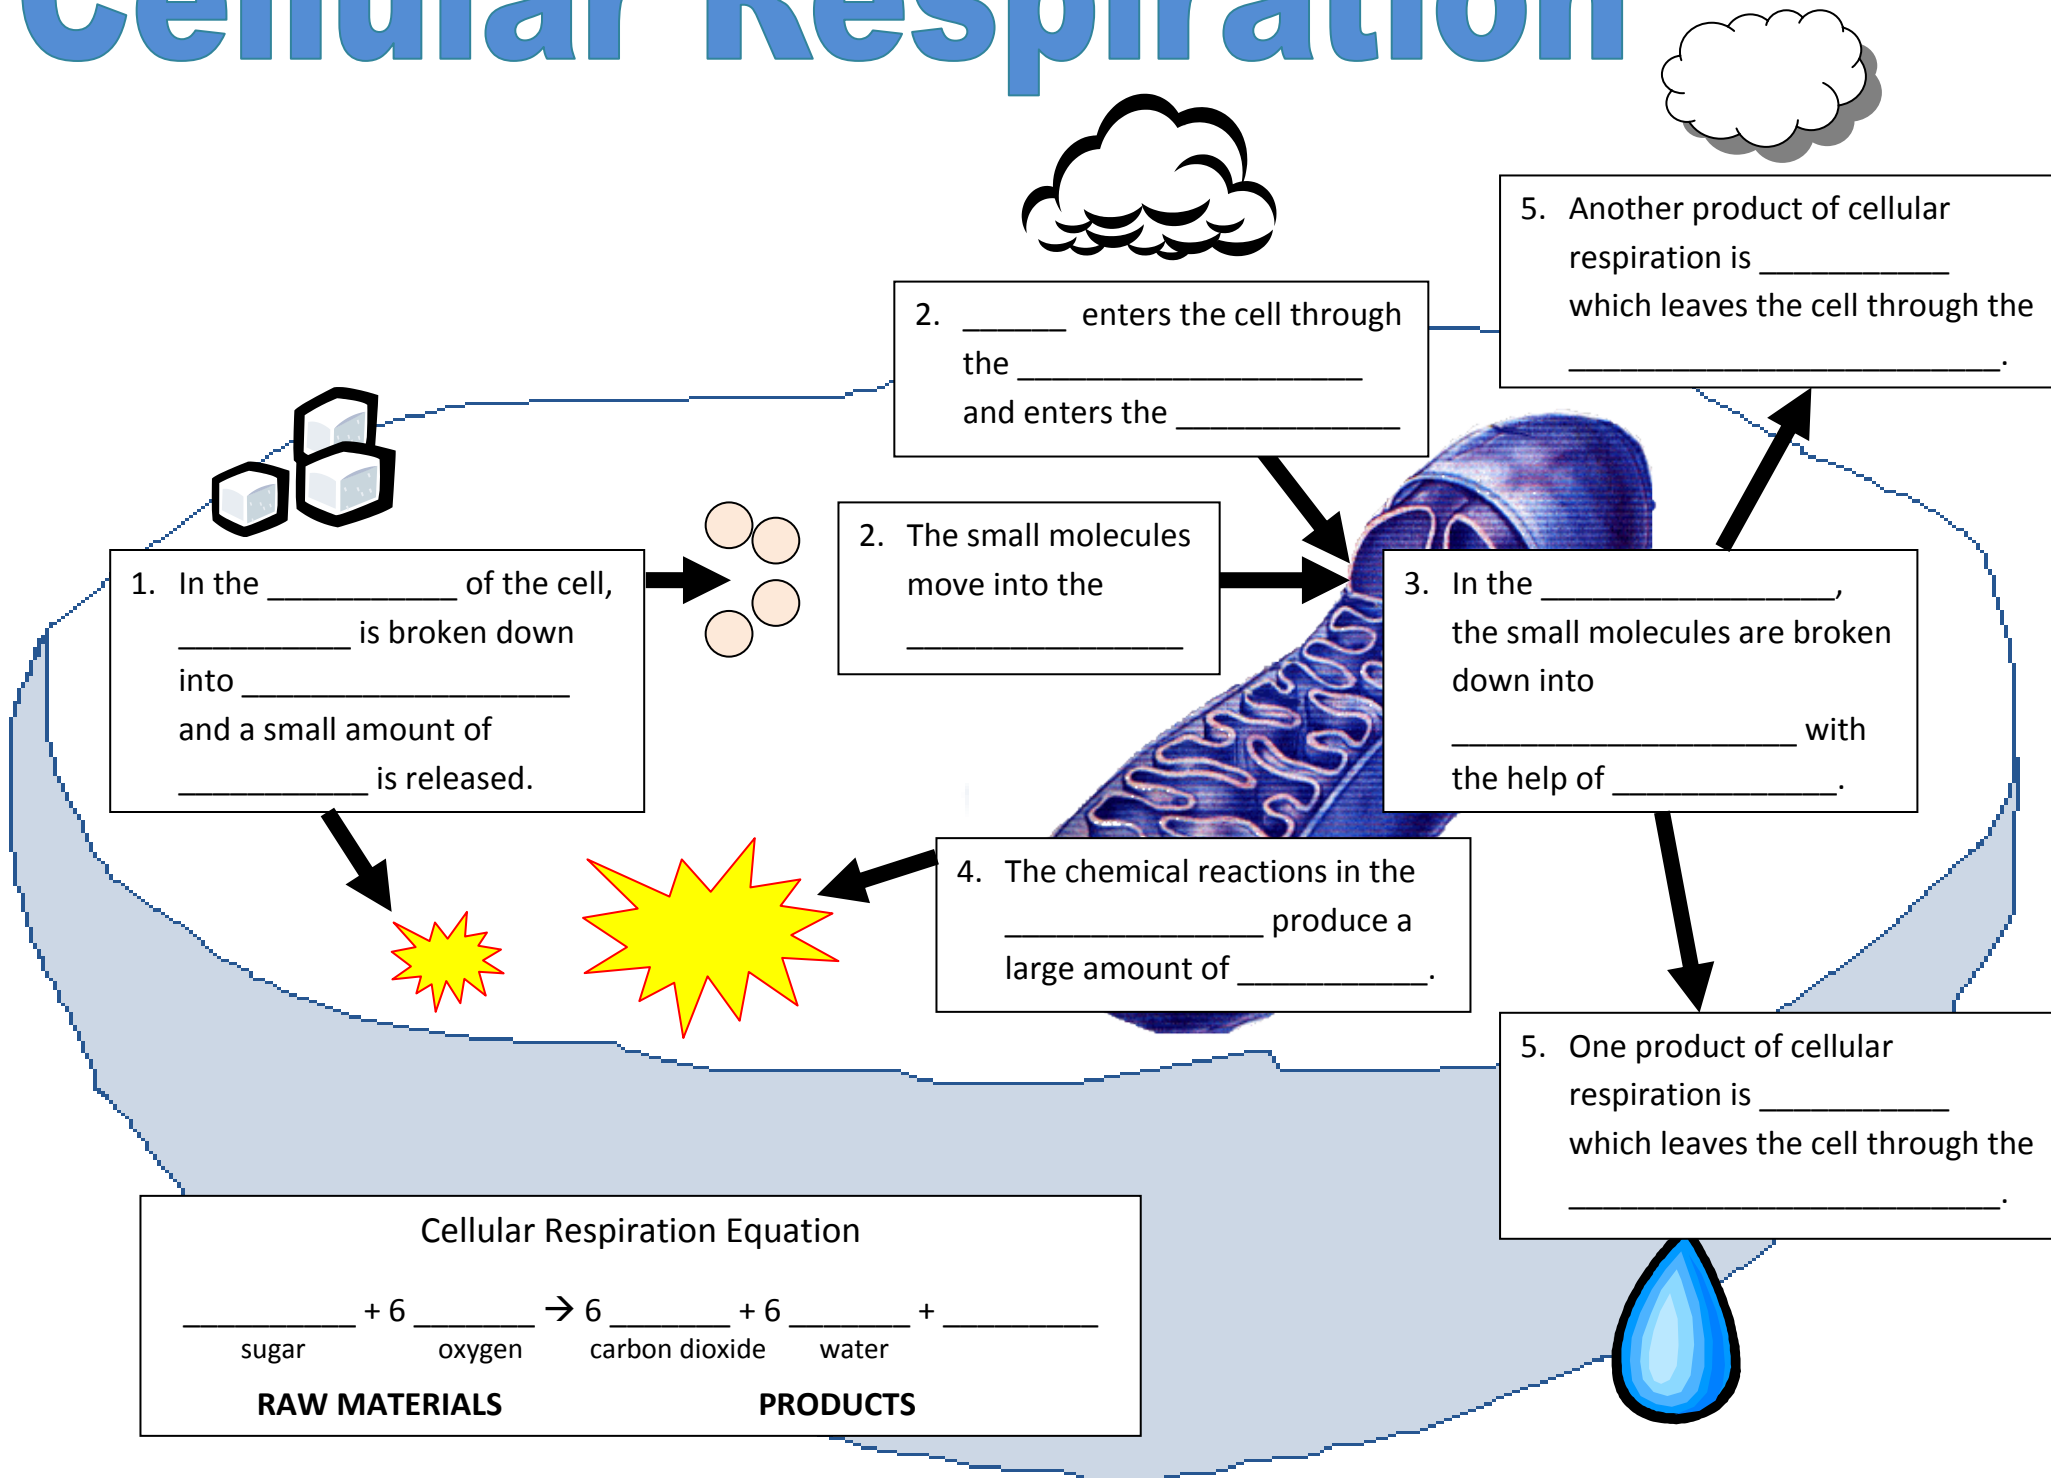 Cellular Respiration
5. Another product of cellular
respiration is ___________
which leaves the cell through the
_________________________.
2. ______ enters the cell through
the ____________________
and enters the _____________
1. In the ___________ of the cell,
__________ is broken down
into ___________________
and a small amount of
___________ is released.
2. The small molecules
move into the
________________
3. In the _________________,
the small molecules are broken
down into
____________________ with
the help of _____________.
4. The chemical reactions in the
_______________ produce a
large amount of ___________.
5. One product of cellular
respiration is ___________
which leaves the cell through the
_________________________.
Cellular Respiration Equation
__________ + 6 _______ → 6 _______ + 6 _______ + _________
sugar oxygen carbon dioxide water
RAW MATERIALS PRODUCTS